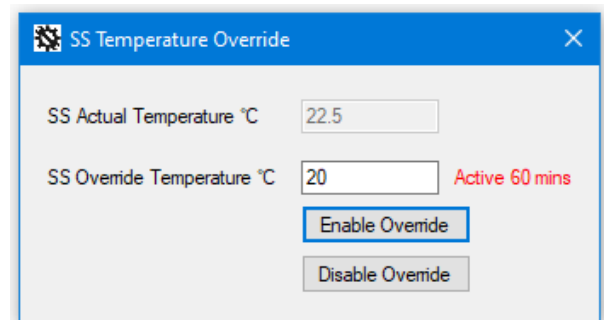 SS Temperature Override
SS Actual Temperature °C 22.5
SS Override Temperature °C 20 Active 60 mins
Enable Override
Disable Override